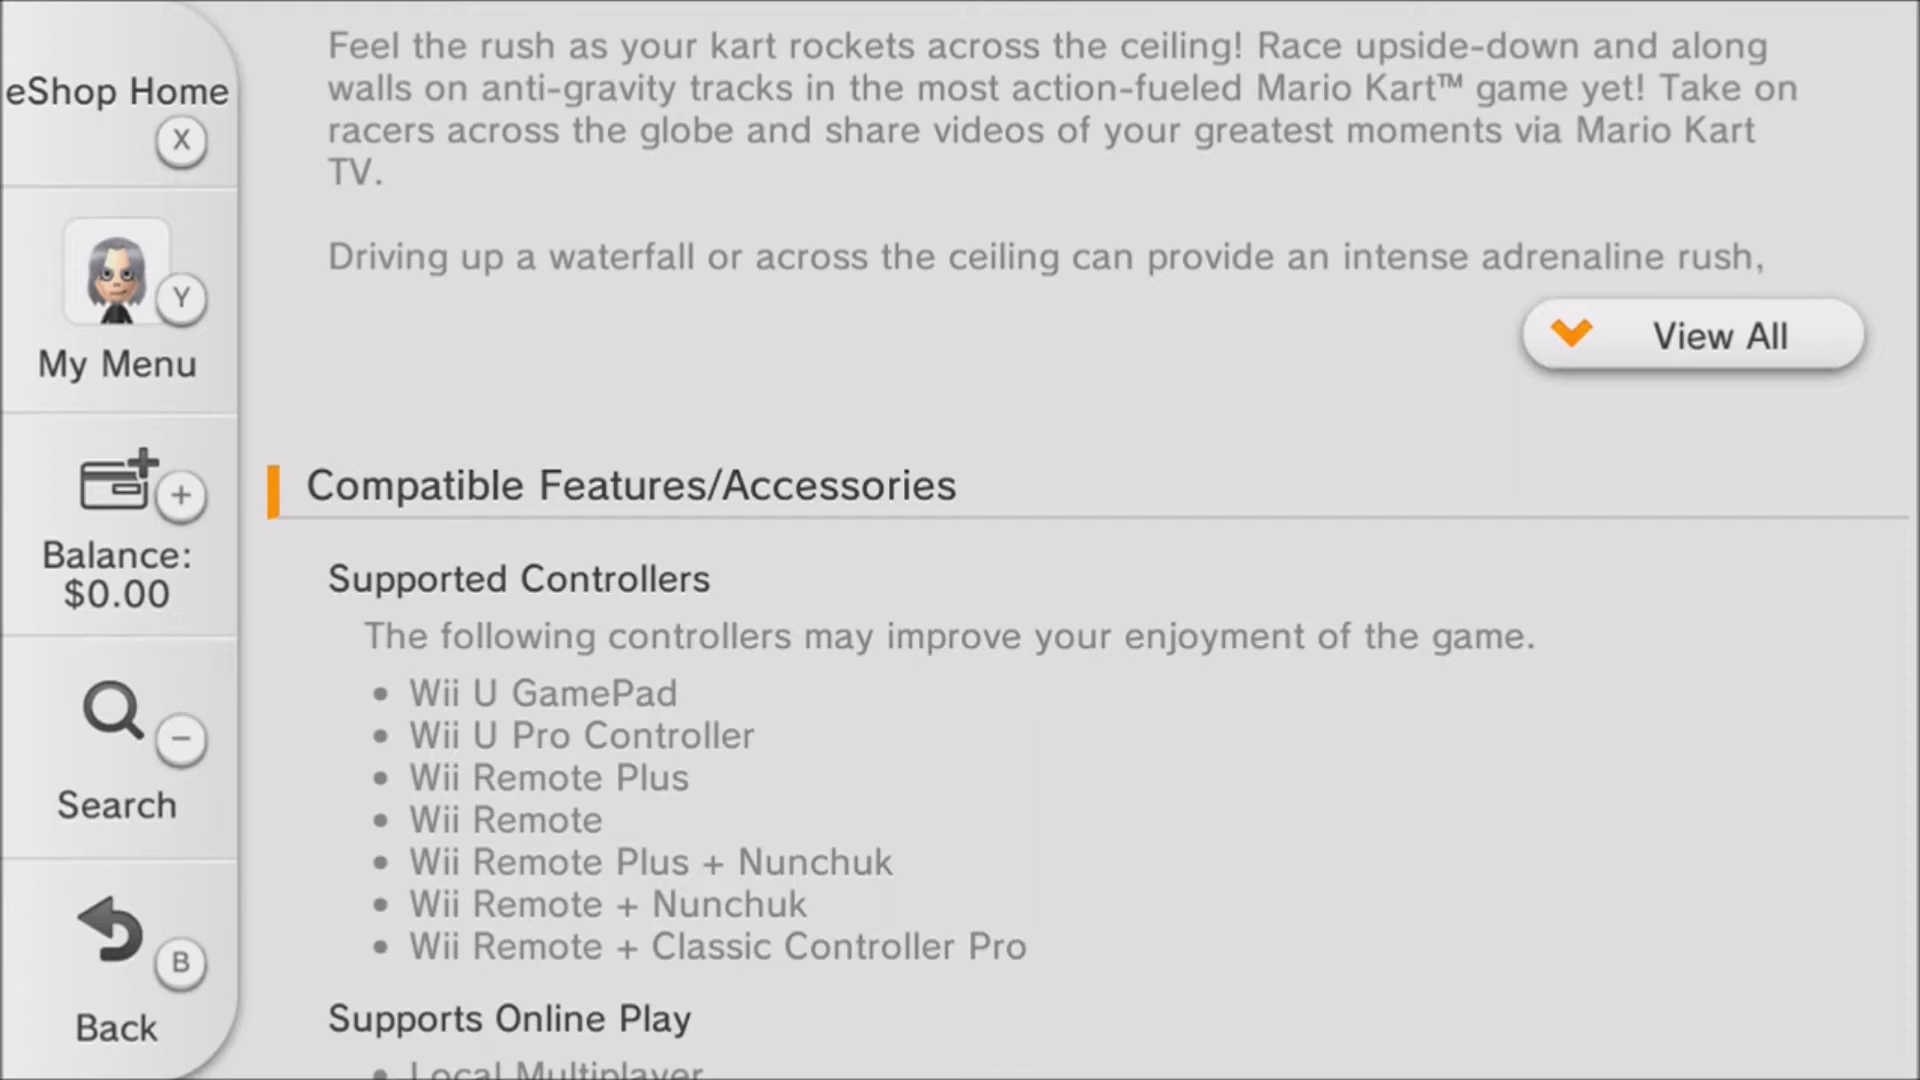 eShop Home
X
Y
My Menu
+
Balance:
$0.00
−
Search
B
Back
Feel the rush as your kart rockets across the ceiling! Race upside-down and along
walls on anti-gravity tracks in the most action-fueled Mario Kart™ game yet! Take on
racers across the globe and share videos of your greatest moments via Mario Kart
TV.
Driving up a waterfall or across the ceiling can provide an intense adrenaline rush,
View All
Compatible Features/Accessories
Supported Controllers
The following controllers may improve your enjoyment of the game.
• Wii U GamePad
• Wii U Pro Controller
• Wii Remote Plus
• Wii Remote
• Wii Remote Plus + Nunchuk
• Wii Remote + Nunchuk
• Wii Remote + Classic Controller Pro
Supports Online Play
• Local Multiplayer